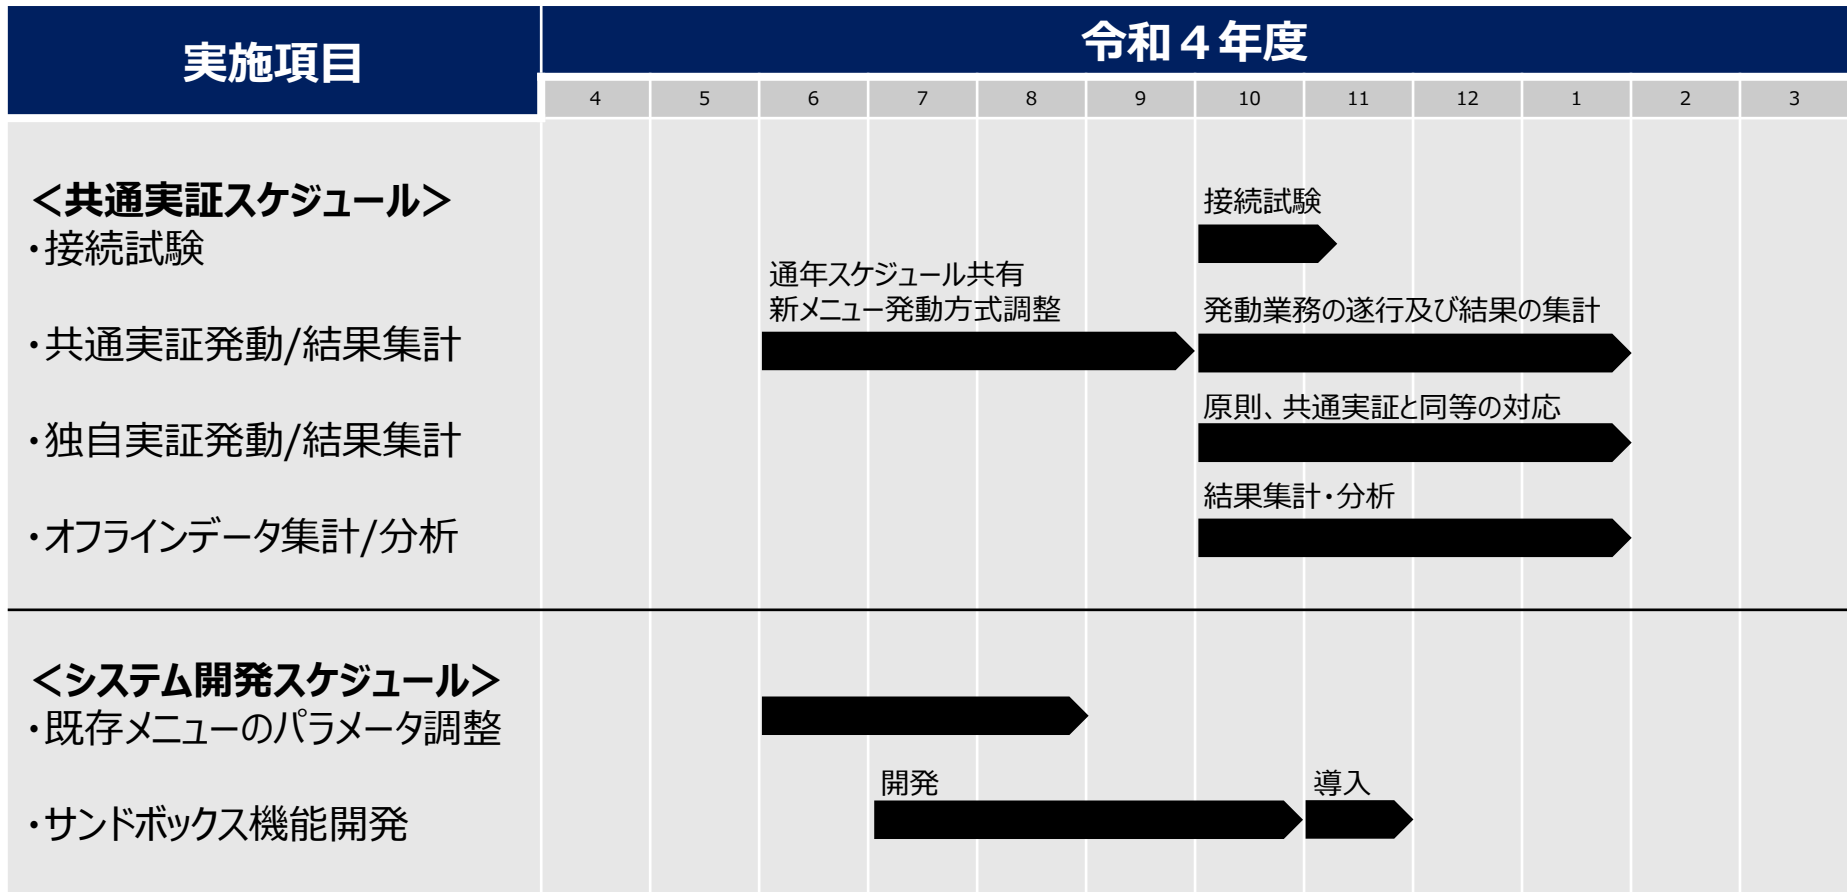 実施項目
令和４年度
4 5 6 7 8 9 10 11 12 1 2 3
＜共通実証スケジュール＞
・接続試験
接続試験
通年スケジュール共有
新メニュー発動方式調整
発動業務の遂行及び結果の集計
・共通実証発動/結果集計
原則、共通実証と同等の対応
・独自実証発動/結果集計
結果集計・分析
・オフラインデータ集計/分析
＜システム開発スケジュール＞
・既存メニューのパラメータ調整
開発
導入
・サンドボックス機能開発